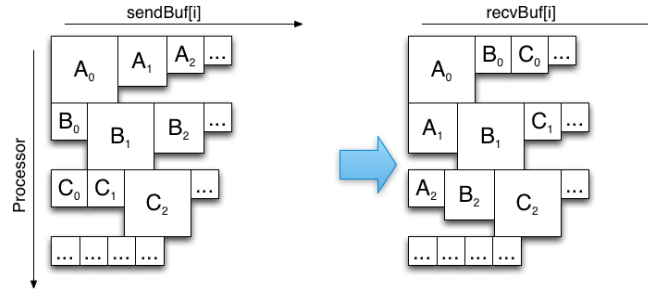 sendBuf[i]
recvBuf[i]
Processor
A₀ A₁ A₂ ...
B₀ B₁ B₂ ...
C₀ C₁ C₂ ...
... ... ... ...
A₀ B₀ C₀ ...
A₁ B₁ C₁ ...
A₂ B₂ C₂ ...
... ... ... ...